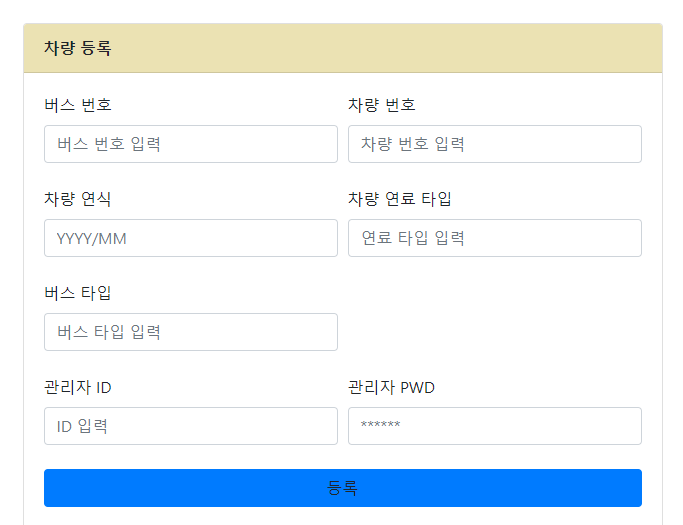 차량 등록
버스 번호 차량 번호
버스 번호 입력 차량 번호 입력
차량 연식 차량 연료 타입
YYYY/MM 연료 타입 입력
버스 타입
버스 타입 입력
관리자 ID 관리자 PWD
ID 입력 ******
등록